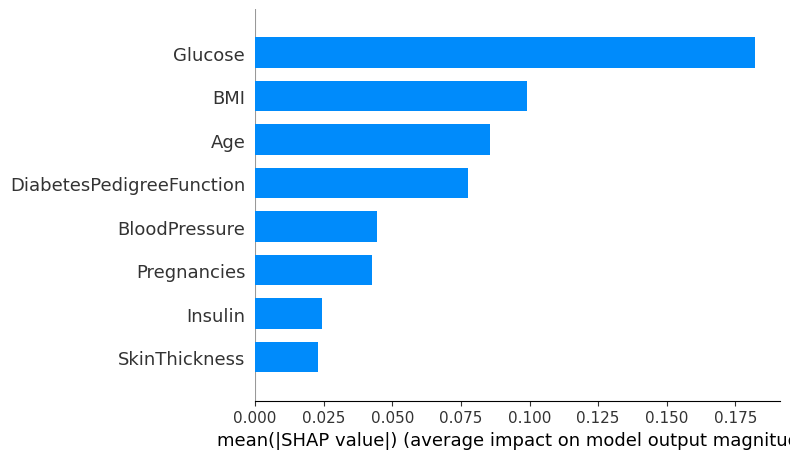 Glucose
BMI
Age
DiabetesPedigreeFunction
BloodPressure
Pregnancies
Insulin
SkinThickness
0.000 0.025 0.050 0.075 0.100 0.125 0.150 0.175
mean(|SHAP value|) (average impact on model output magnitu